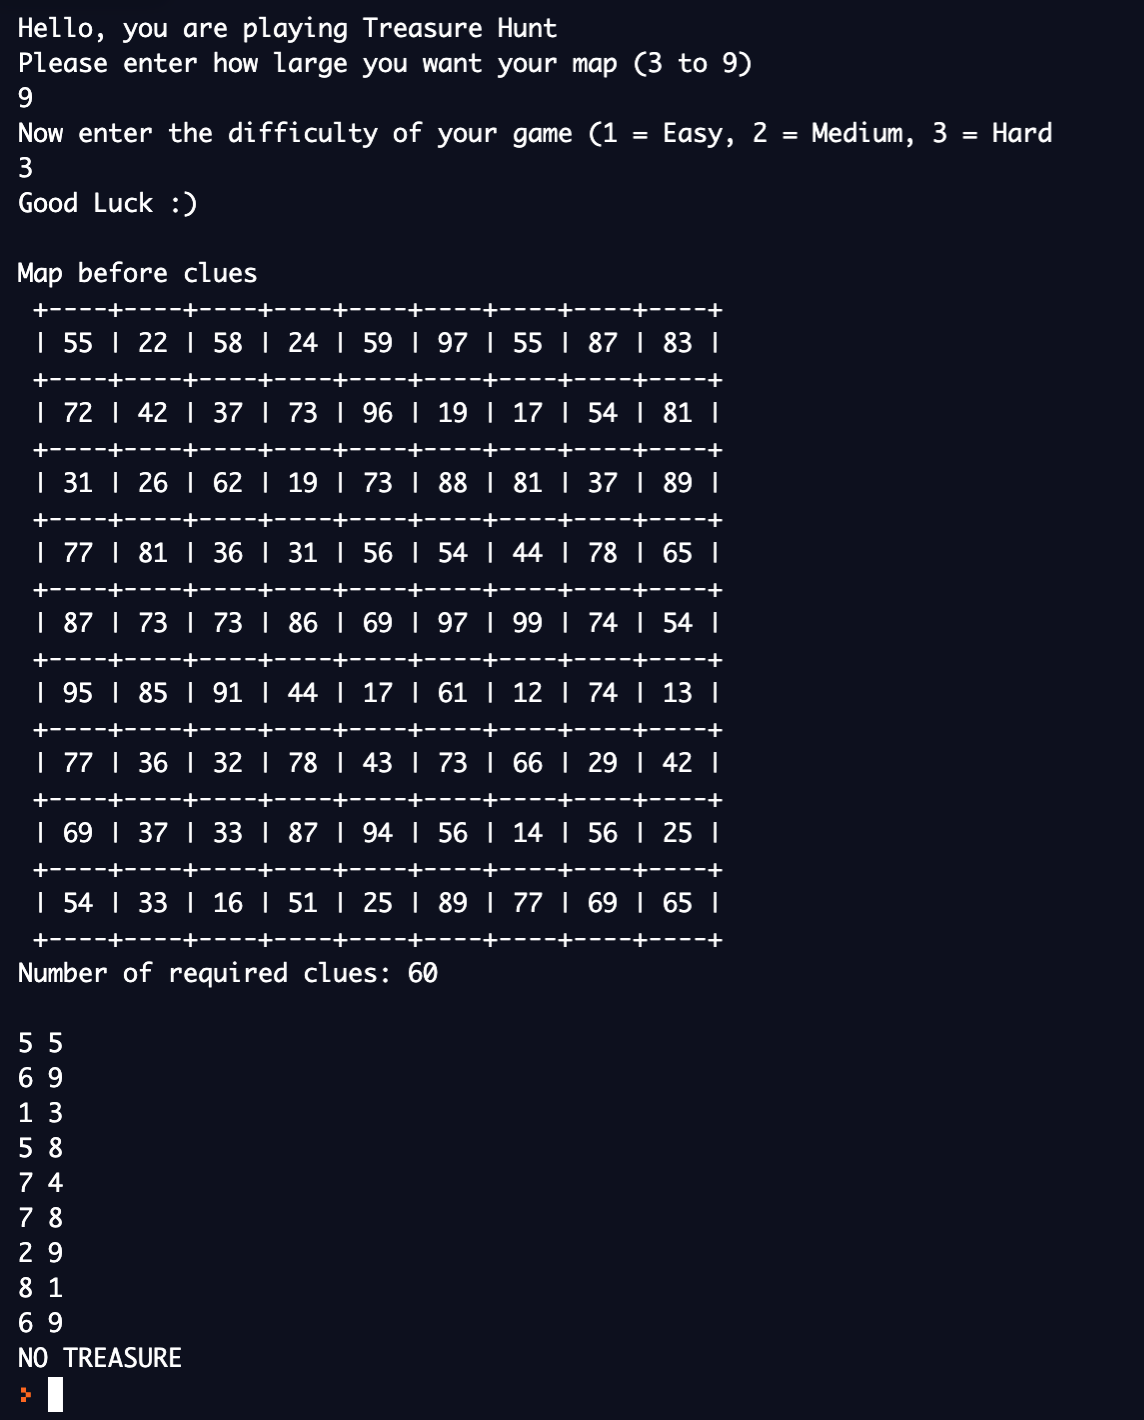 Hello, you are playing Treasure Hunt
Please enter how large you want your map (3 to 9)
9
Now enter the difficulty of your game (1 = Easy, 2 = Medium, 3 = Hard
3
Good Luck :)
Map before clues
+----+----+----+----+----+----+----+----+----+
| 55 | 22 | 58 | 24 | 59 | 97 | 55 | 87 | 83 |
+----+----+----+----+----+----+----+----+----+
| 72 | 42 | 37 | 73 | 96 | 19 | 17 | 54 | 81 |
+----+----+----+----+----+----+----+----+----+
| 31 | 26 | 62 | 19 | 73 | 88 | 81 | 37 | 89 |
+----+----+----+----+----+----+----+----+----+
| 77 | 81 | 36 | 31 | 56 | 54 | 44 | 78 | 65 |
+----+----+----+----+----+----+----+----+----+
| 87 | 73 | 73 | 86 | 69 | 97 | 99 | 74 | 54 |
+----+----+----+----+----+----+----+----+----+
| 95 | 85 | 91 | 44 | 17 | 61 | 12 | 74 | 13 |
+----+----+----+----+----+----+----+----+----+
| 77 | 36 | 32 | 78 | 43 | 73 | 66 | 29 | 42 |
+----+----+----+----+----+----+----+----+----+
| 69 | 37 | 33 | 87 | 94 | 56 | 14 | 56 | 25 |
+----+----+----+----+----+----+----+----+----+
| 54 | 33 | 16 | 51 | 25 | 89 | 77 | 69 | 65 |
+----+----+----+----+----+----+----+----+----+
Number of required clues: 60
5 5
6 9
1 3
5 8
7 4
7 8
2 9
8 1
6 9
NO TREASURE
>